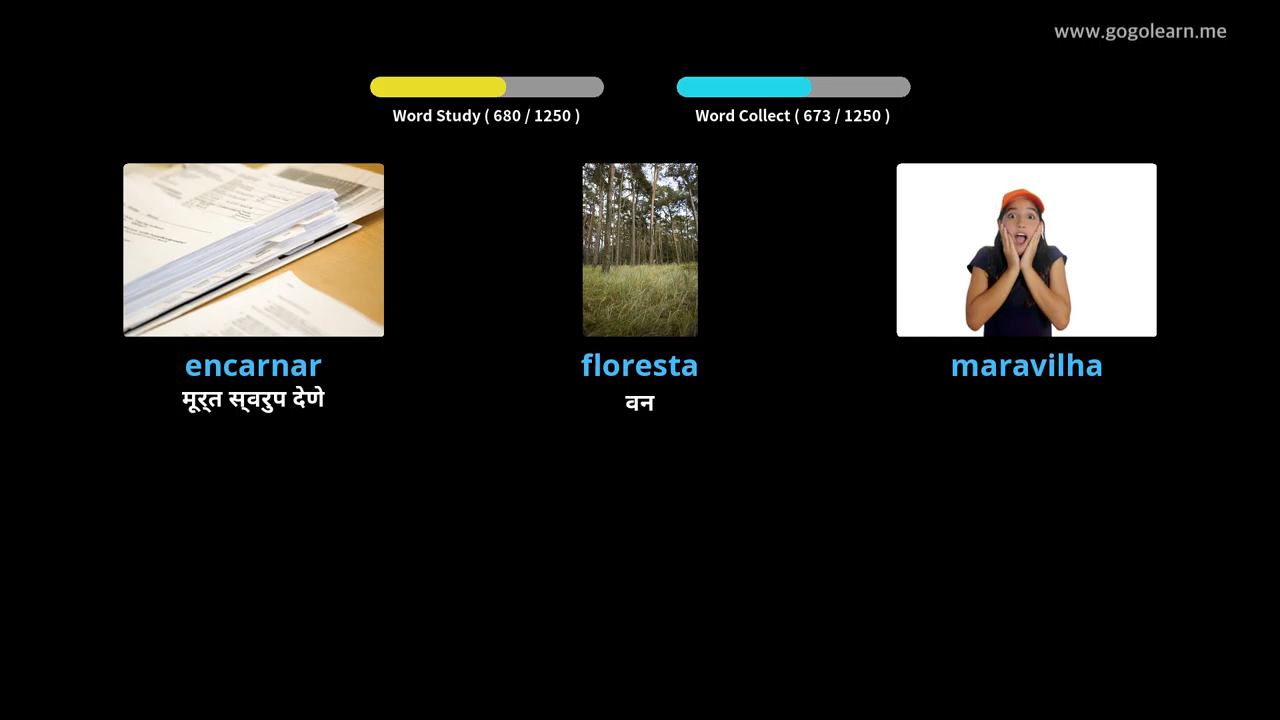 www.gogolearn.me
Word Study ( 680 / 1250 )
Word Collect ( 673 / 1250 )
encarnar
मूर्त स्वरुप देणे
floresta
वन
maravilha